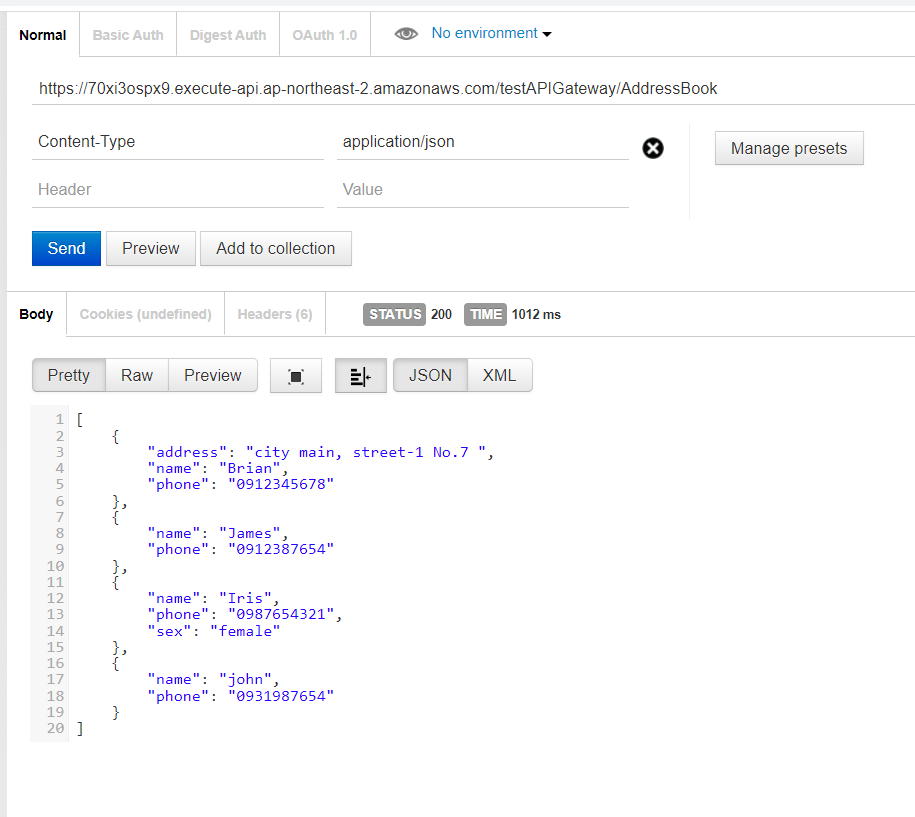 Normal Basic Auth Digest Auth OAuth 1.0 No environment
https://70xi3ospx9.execute-api.ap-northeast-2.amazonaws.com/testAPIGateway/AddressBook
Content-Type application/json Manage presets
Header Value
Send Preview Add to collection
Body Cookies (undefined) Headers (6) STATUS 200 TIME 1012 ms
Pretty Raw Preview JSON XML
1 [
2 {
3 "address": "city main, street-1 No.7 ",
4 "name": "Brian",
5 "phone": "0912345678"
6 },
7 {
8 "name": "James",
9 "phone": "0912387654"
10 },
11 {
12 "name": "Iris",
13 "phone": "0987654321",
14 "sex": "female"
15 },
16 {
17 "name": "john",
18 "phone": "0931987654"
19 }
20 ]